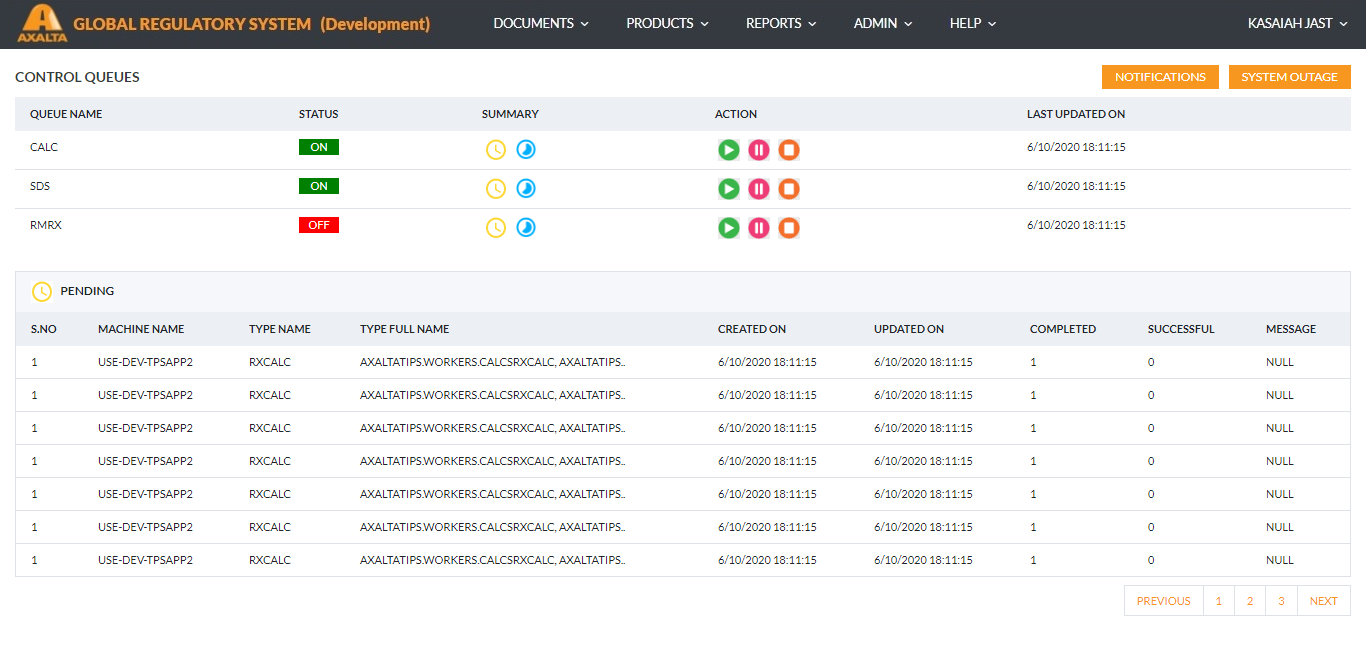 AXALTA GLOBAL REGULATORY SYSTEM (Development) DOCUMENTS PRODUCTS REPORTS ADMIN HELP KASAIAH JAST
CONTROL QUEUES NOTIFICATIONS SYSTEM OUTAGE
QUEUE NAME STATUS SUMMARY ACTION LAST UPDATED ON
CALC ON 6/10/2020 18:11:15
SDS ON 6/10/2020 18:11:15
RMRX OFF 6/10/2020 18:11:15
PENDING
S.NO MACHINE NAME TYPE NAME TYPE FULL NAME CREATED ON UPDATED ON COMPLETED SUCCESSFUL MESSAGE
1 USE-DEV-TPSAPP2 RXCALC AXALTATIPS.WORKERS.CALCSRXCALC, AXALTATIPS.. 6/10/2020 18:11:15 6/10/2020 18:11:15 1 0 NULL
1 USE-DEV-TPSAPP2 RXCALC AXALTATIPS.WORKERS.CALCSRXCALC, AXALTATIPS.. 6/10/2020 18:11:15 6/10/2020 18:11:15 1 0 NULL
1 USE-DEV-TPSAPP2 RXCALC AXALTATIPS.WORKERS.CALCSRXCALC, AXALTATIPS.. 6/10/2020 18:11:15 6/10/2020 18:11:15 1 0 NULL
1 USE-DEV-TPSAPP2 RXCALC AXALTATIPS.WORKERS.CALCSRXCALC, AXALTATIPS.. 6/10/2020 18:11:15 6/10/2020 18:11:15 1 0 NULL
1 USE-DEV-TPSAPP2 RXCALC AXALTATIPS.WORKERS.CALCSRXCALC, AXALTATIPS.. 6/10/2020 18:11:15 6/10/2020 18:11:15 1 0 NULL
1 USE-DEV-TPSAPP2 RXCALC AXALTATIPS.WORKERS.CALCSRXCALC, AXALTATIPS.. 6/10/2020 18:11:15 6/10/2020 18:11:15 1 0 NULL
1 USE-DEV-TPSAPP2 RXCALC AXALTATIPS.WORKERS.CALCSRXCALC, AXALTATIPS.. 6/10/2020 18:11:15 6/10/2020 18:11:15 1 0 NULL
PREVIOUS 1 2 3 NEXT